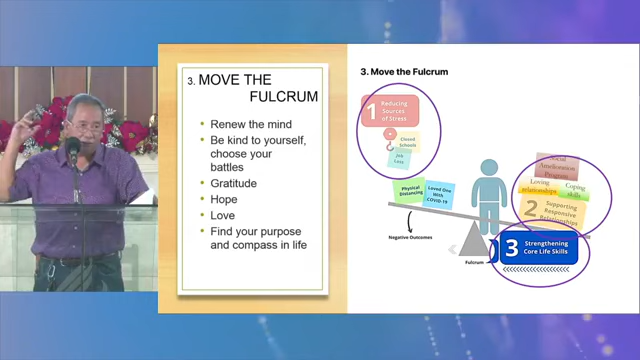 3. MOVE THE
FULCRUM
• Renew the mind
• Be kind to yourself,
choose your
battles
• Gratitude
• Hope
• Love
• Find your purpose
and compass in life
3. Move the Fulcrum
1 Reducing
Sources
of Stress
Closed
Schools
Job
Loss
Physical
Distancing
Loved One
With
COVID-19
Negative Outcomes
Social
Amelioration
Program
Loving
relationships
Coping
skills
2 Supporting
Responsive
Relationships
3 Strengthening
Core Life Skills
Fulcrum